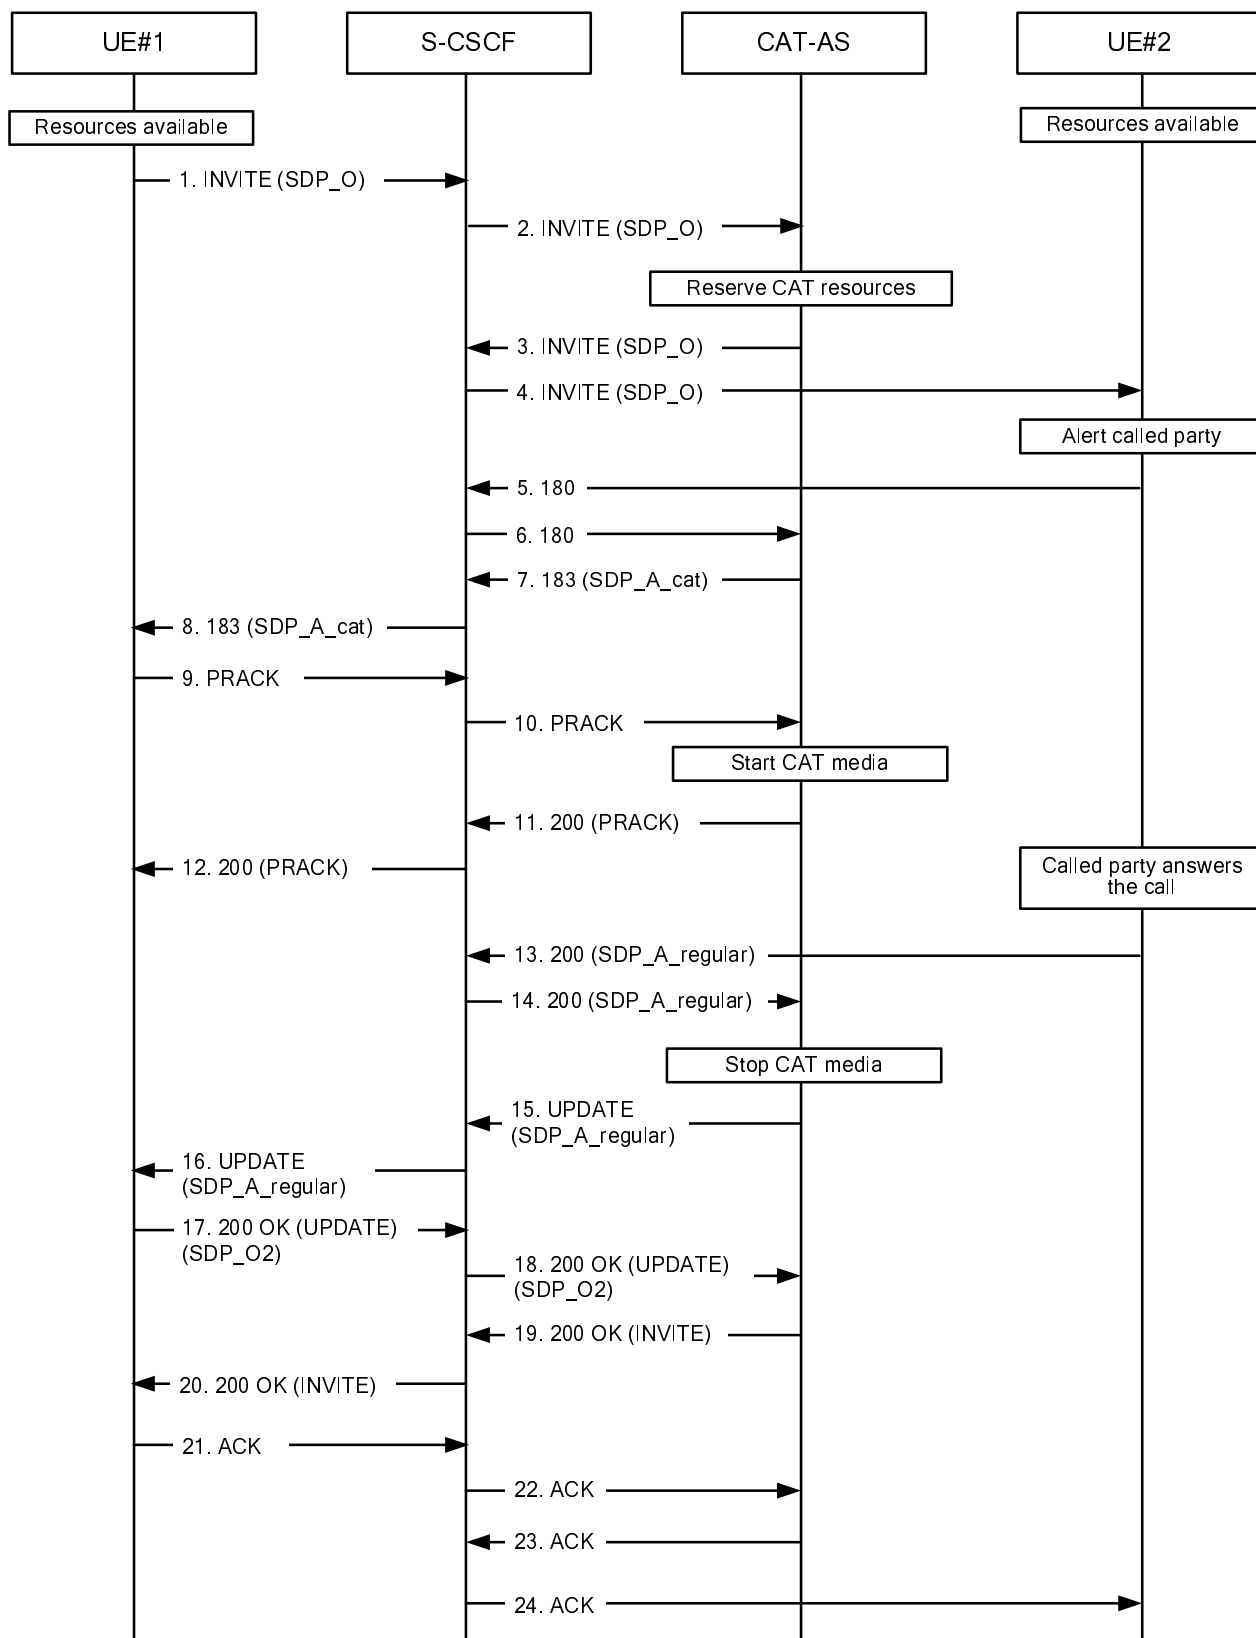 UE#1
S-CSCF
CAT-AS
UE#2
Resources available
Resources available
1. INVITE (SDP_O)
2. INVITE (SDP_O)
Reserve CAT resources
3. INVITE (SDP_O)
4. INVITE (SDP_O)
Alert called party
5. 180
6. 180
7. 183 (SDP_A_cat)
8. 183 (SDP_A_cat)
9. PRACK
10. PRACK
Start CAT media
11. 200 (PRACK)
12. 200 (PRACK)
Called party answers
the call
13. 200 (SDP_A_regular)
14. 200 (SDP_A_regular)
Stop CAT media
15. UPDATE
(SDP_A_regular)
16. UPDATE
(SDP_A_regular)
17. 200 OK (UPDATE)
(SDP_O2)
18. 200 OK (UPDATE)
(SDP_O2)
19. 200 OK (INVITE)
20. 200 OK (INVITE)
21. ACK
22. ACK
23. ACK
24. ACK